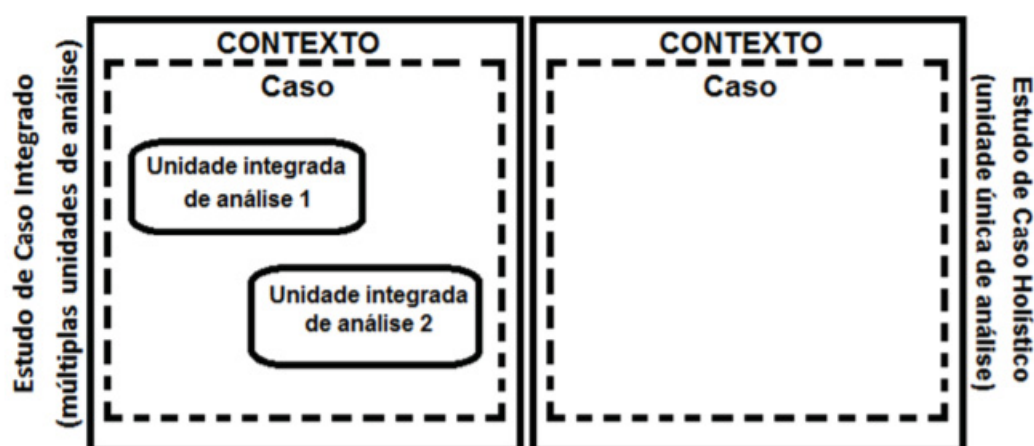 Estudo de Caso Integrado
(múltiplas unidades de análise)
CONTEXTO
Caso
Unidade integrada
de análise 1
Unidade integrada
de análise 2
CONTEXTO
Caso
Estudo de Caso Holístico
(unidade única de análise)